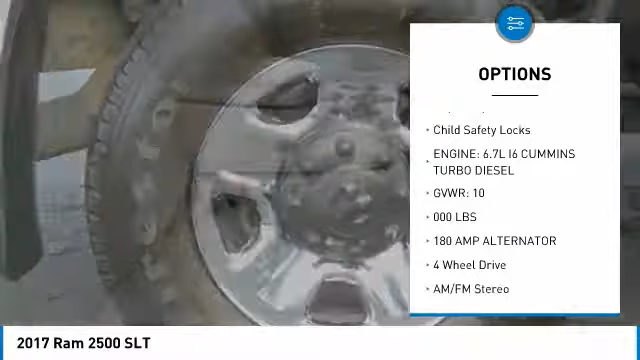 OPTIONS
Child Safety Locks
ENGINE: 6.7L I6 CUMMINS
TURBO DIESEL
GVWR: 10
000 LBS
180 AMP ALTERNATOR
4 Wheel Drive
AM/FM Stereo
2017 Ram 2500 SLT